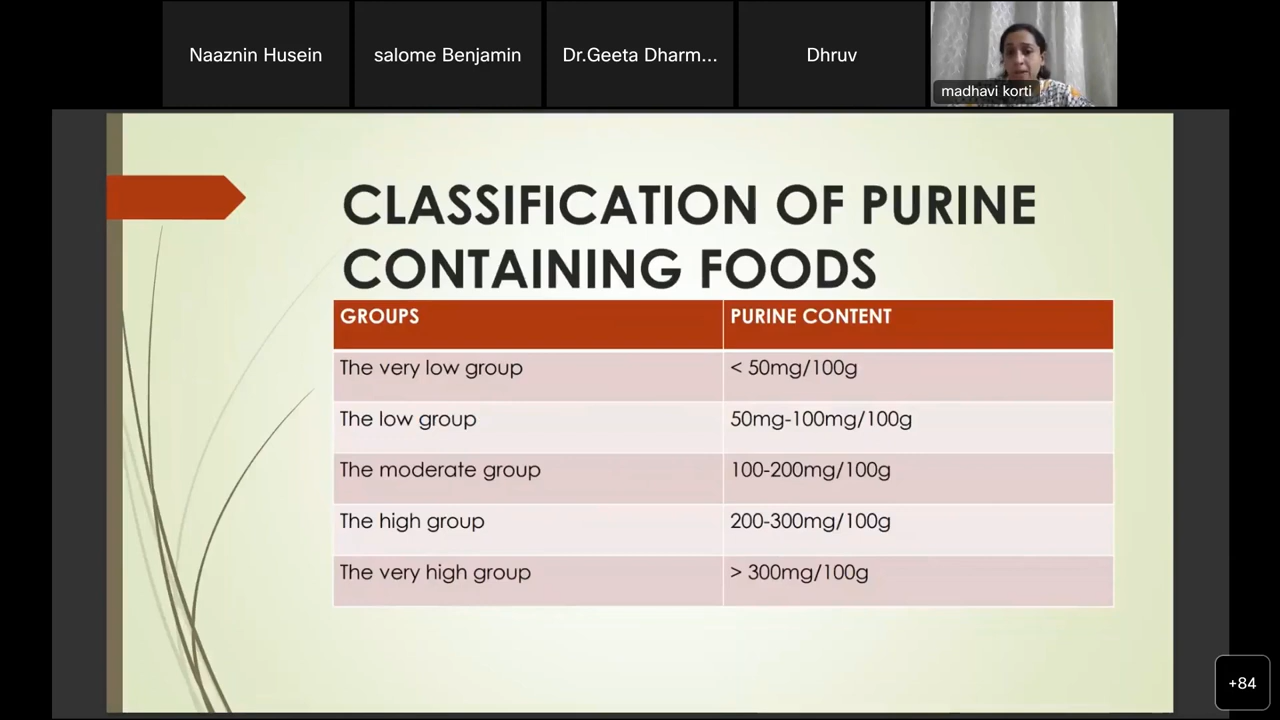 Naaznin Husein
salome Benjamin
Dr.Geeta Dharm...
Dhruv
madhavi korti
CLASSIFICATION OF PURINE
CONTAINING FOODS
GROUPS PURINE CONTENT
The very low group < 50mg/100g
The low group 50mg-100mg/100g
The moderate group 100-200mg/100g
The high group 200-300mg/100g
The very high group > 300mg/100g
+84